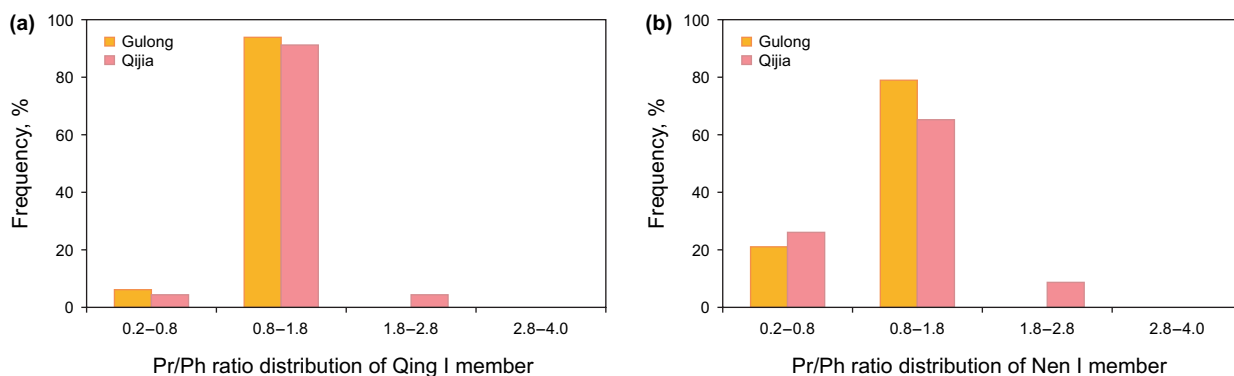 (a)
Gulong
Qijia
Frequency, %
100
80
60
40
20
0
0.2–0.8 0.8–1.8 1.8–2.8 2.8–4.0
Pr/Ph ratio distribution of Qing I member
(b)
Gulong
Qijia
Frequency, %
100
80
60
40
20
0
0.2–0.8 0.8–1.8 1.8–2.8 2.8–4.0
Pr/Ph ratio distribution of Nen I member